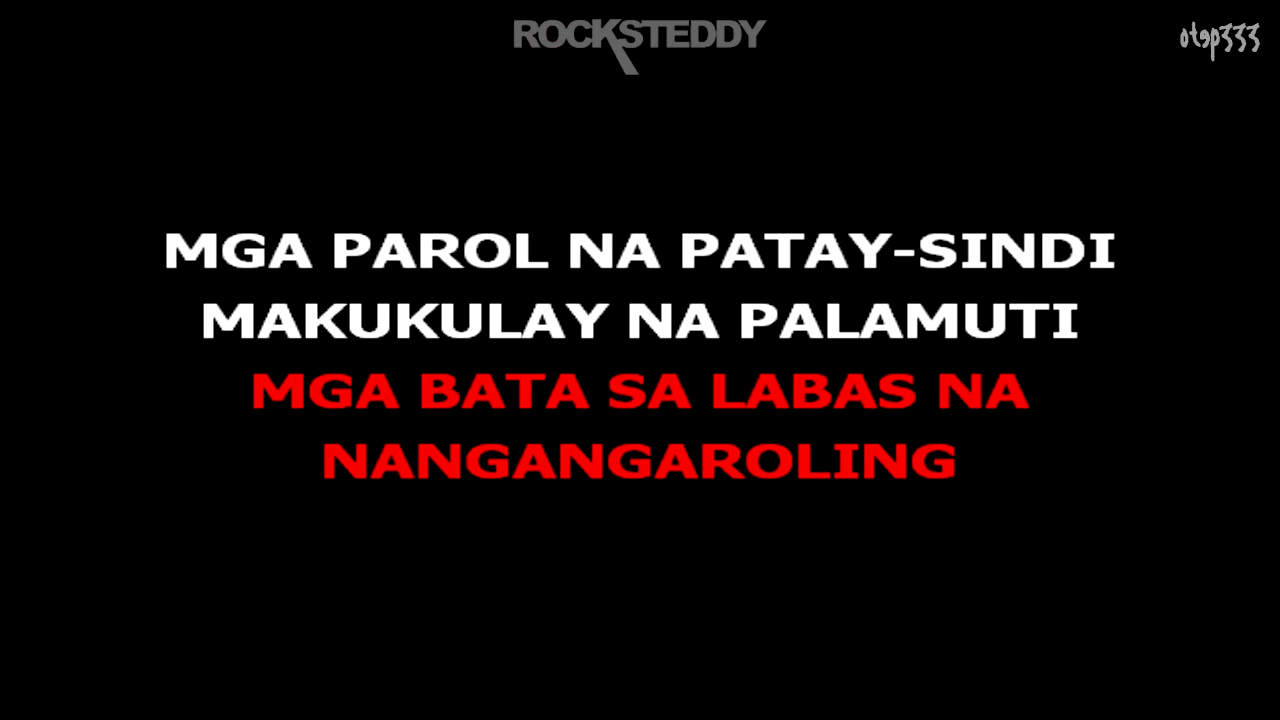 ROCKSTEDDY
otep333
MGA PAROL NA PATAY-SINDI
MAKUKULAY NA PALAMUTI
MGA BATA SA LABAS NA
NANGANGAROLING